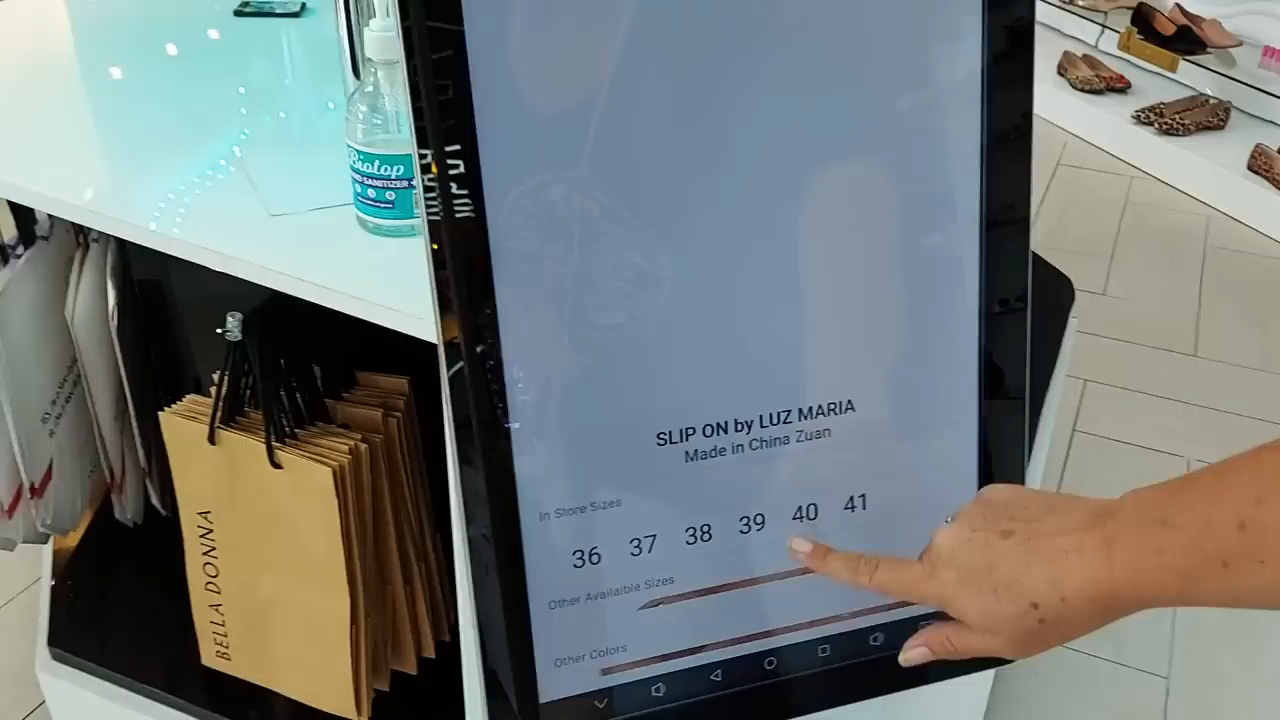 Biotop
SANITIZER
BELLA DONNA
SLIP ON by LUZ MARIA
Made in China Zuan
In Store Sizes
36 37 38 39 40 41
Other Available Sizes
Other Colors